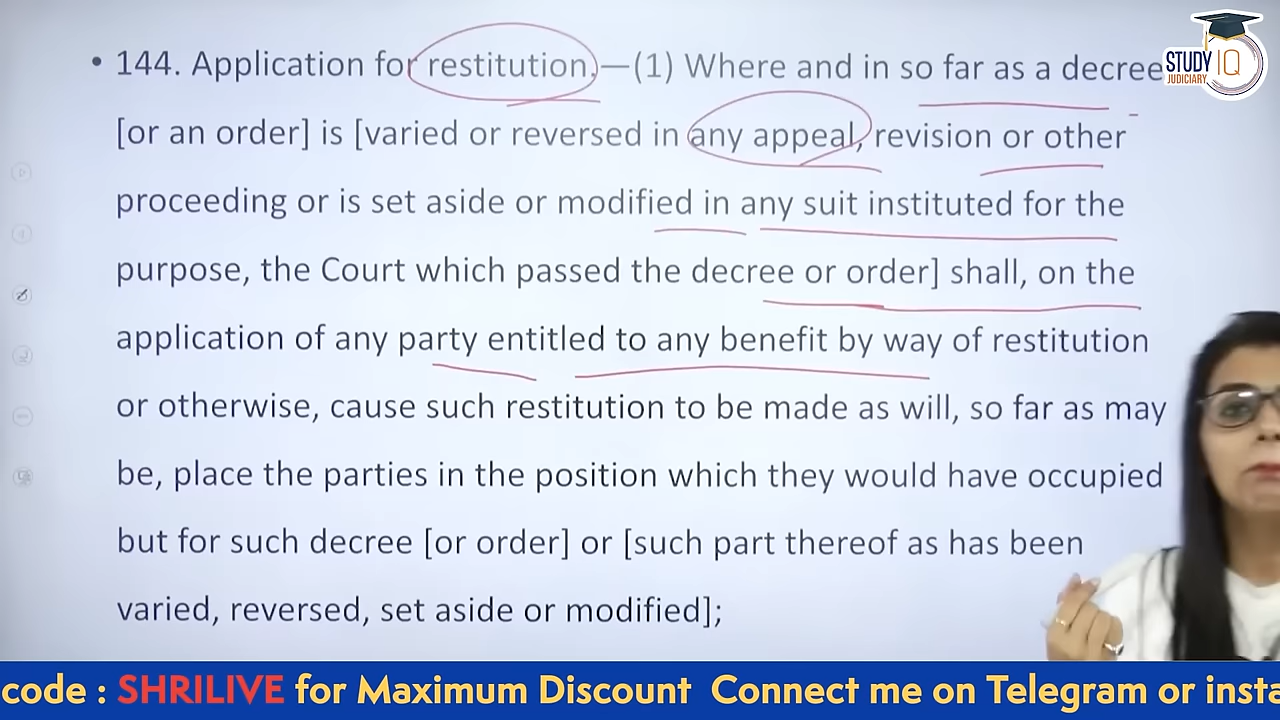 • 144. Application for restitution.—(1) Where and in so far as a decree
[or an order] is [varied or reversed in any appeal, revision or other
proceeding or is set aside or modified in any suit instituted for the
purpose, the Court which passed the decree or order] shall, on the
application of any party entitled to any benefit by way of restitution
or otherwise, cause such restitution to be made as will, so far as may
be, place the parties in the position which they would have occupied
but for such decree [or order] or [such part thereof as has been
varied, reversed, set aside or modified];
STUDY IQ
JUDICIARY
code : SHRILIVE for Maximum Discount Connect me on Telegram or insta